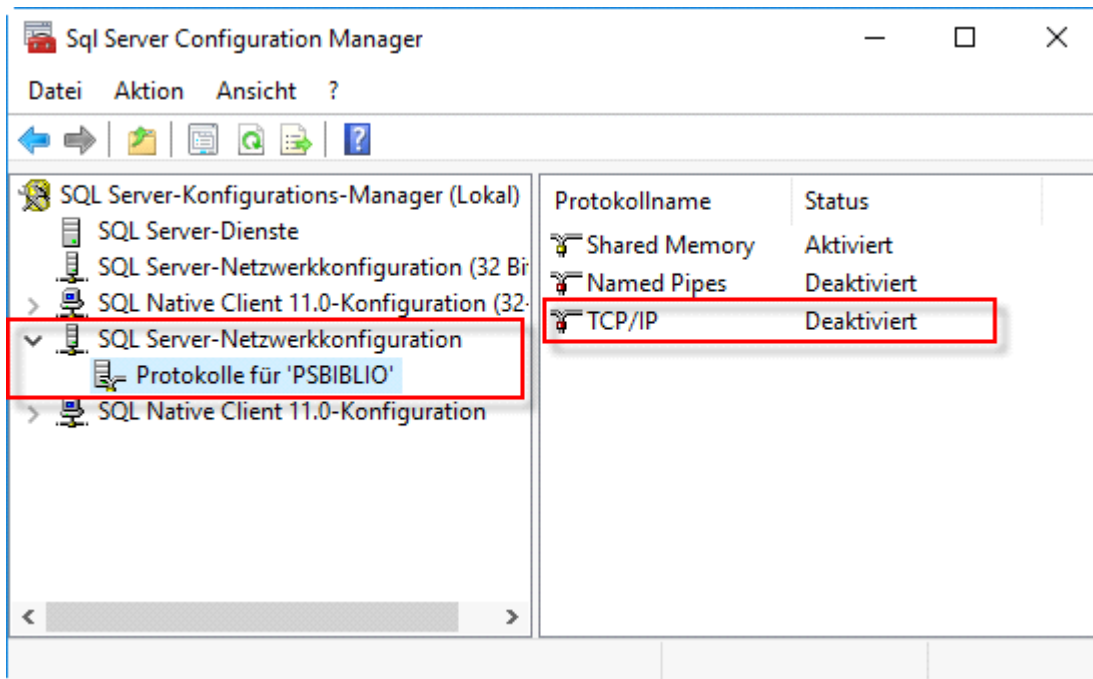 Sql Server Configuration Manager
Datei Aktion Ansicht ?
SQL Server-Konfigurations-Manager (Lokal)
SQL Server-Dienste
SQL Server-Netzwerkkonfiguration (32 Bi
SQL Native Client 11.0-Konfiguration (32-
SQL Server-Netzwerkkonfiguration
Protokolle für 'PSBIBLIO'
SQL Native Client 11.0-Konfiguration
Protokollname Status
Shared Memory Aktiviert
Named Pipes Deaktiviert
TCP/IP Deaktiviert